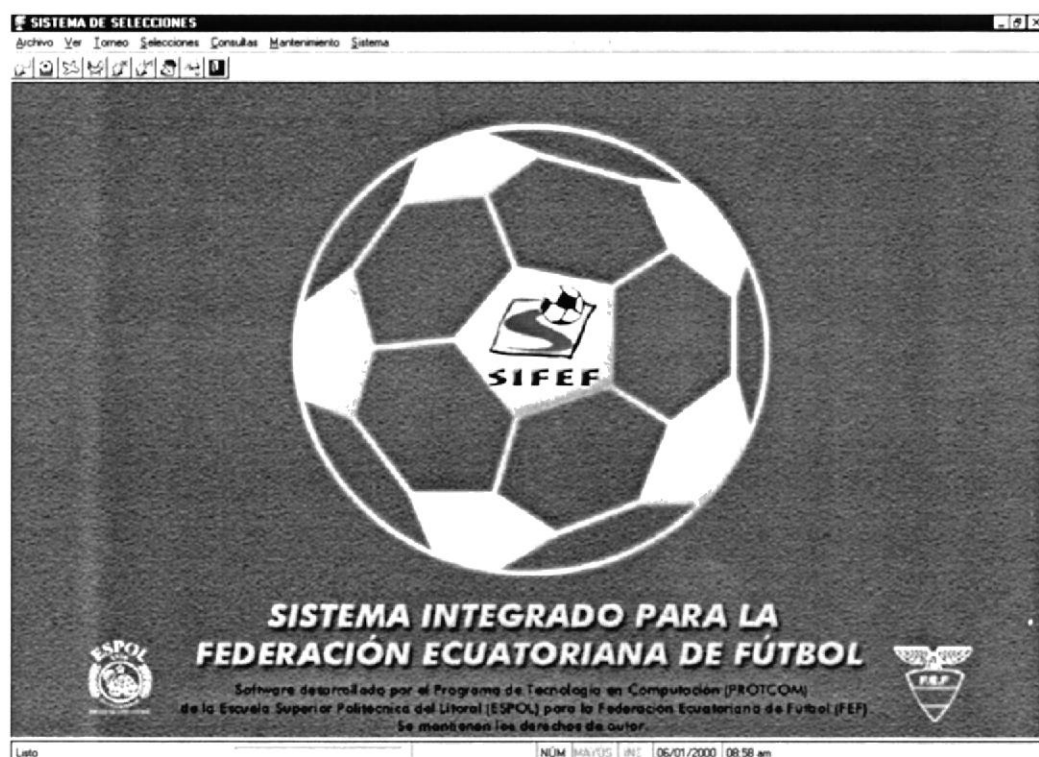 SISTEMA DE SELECCIONES
Archivo Ver Torneo Selecciones Consultas Mantenimiento Sistema
SIFEF
SISTEMA INTEGRADO PARA LA
FEDERACIÓN ECUATORIANA DE FÚTBOL
ESPOL
F.E.F
Software desarrollado por el Programa de Tecnología en Computación (PROTCOM)
de la Escuela Superior Politécnica del Litoral (ESPOL) para la Federación Ecuatoriana de Fútbol (FEF)
Se mantienen los derechos de autor.
Listo NÚM MAYÚS INS 06/01/2000 08:58 am